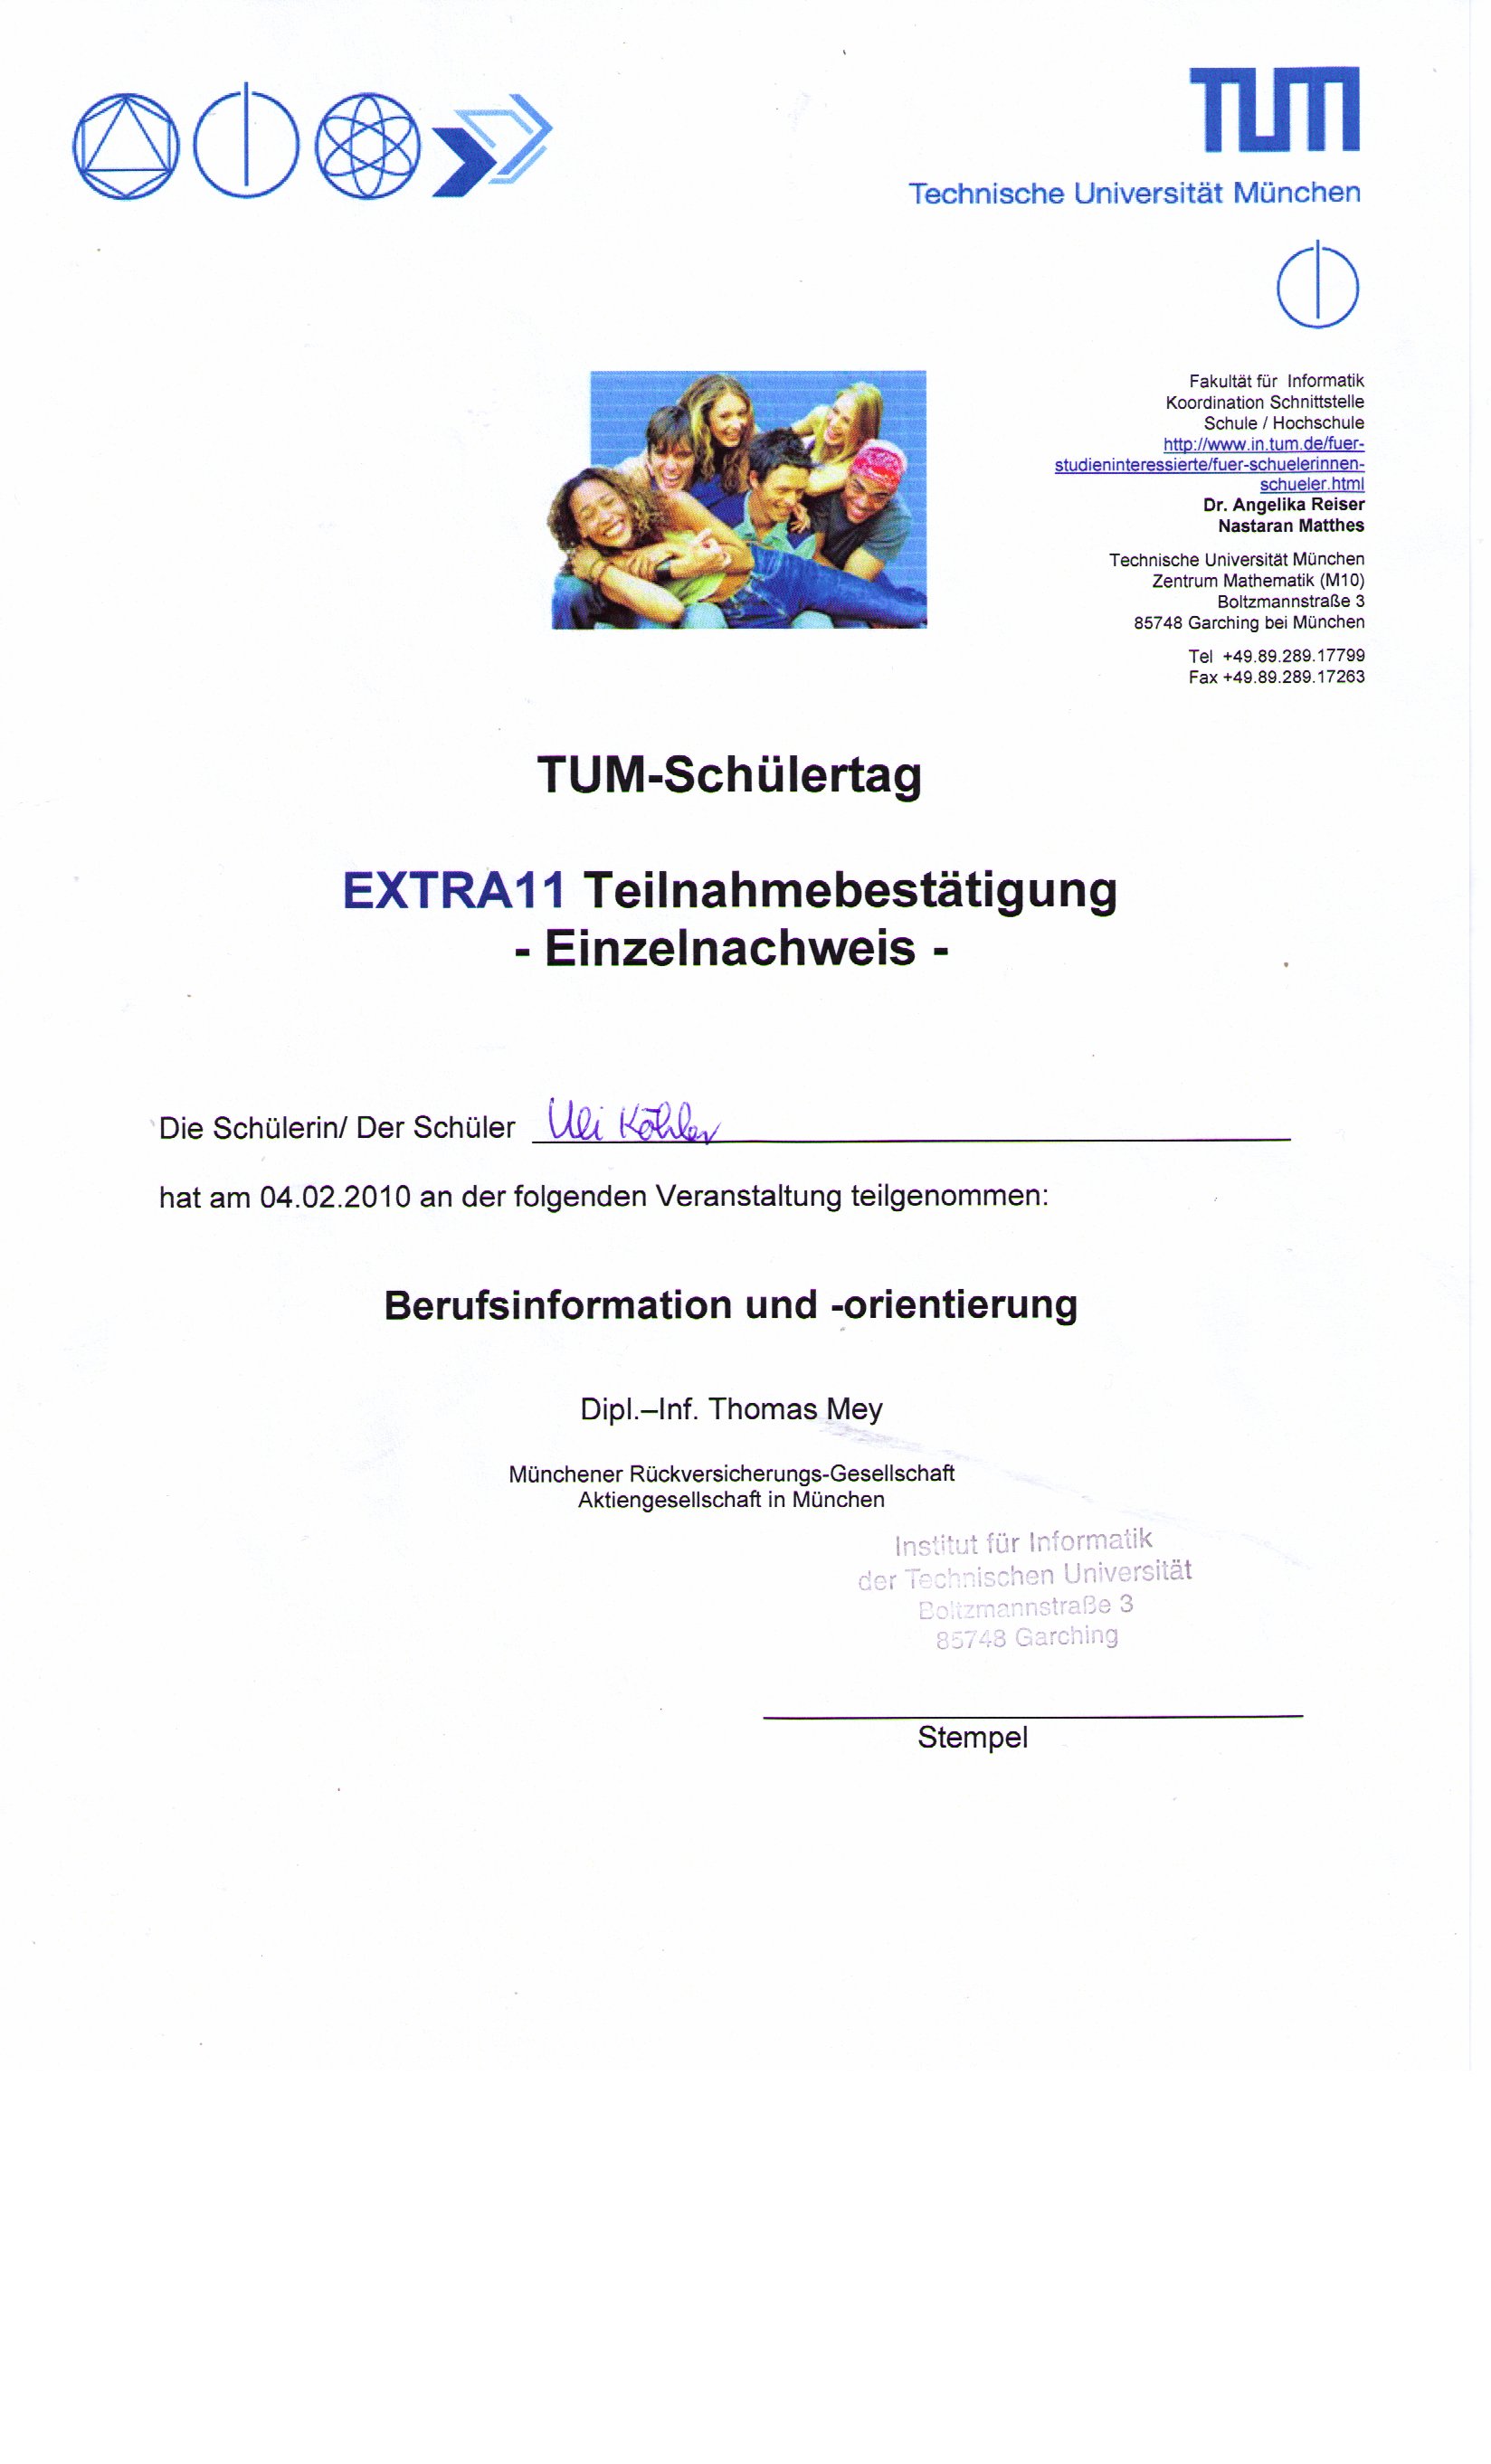 TUM
Technische Universität München
Fakultät für Informatik
Koordination Schnittstelle
Schule / Hochschule
http://www.in.tum.de/fuer-
studieninteressierte/fuer-schuelerinnen-
schueler.html
Dr. Angelika Reiser
Nastaran Matthes
Technische Universität München
Zentrum Mathematik (M10)
Boltzmannstraße 3
85748 Garching bei München
Tel +49.89.289.17799
Fax +49.89.289.17263
TUM-Schülertag
EXTRA11 Teilnahmebestätigung
- Einzelnachweis -
Die Schülerin/ Der Schüler Uli Köhler
hat am 04.02.2010 an der folgenden Veranstaltung teilgenommen:
Berufsinformation und -orientierung
Dipl.–Inf. Thomas Mey
Münchener Rückversicherungs-Gesellschaft
Aktiengesellschaft in München
Institut für Informatik
der Technischen Universität
Boltzmannstraße 3
85748 Garching
Stempel